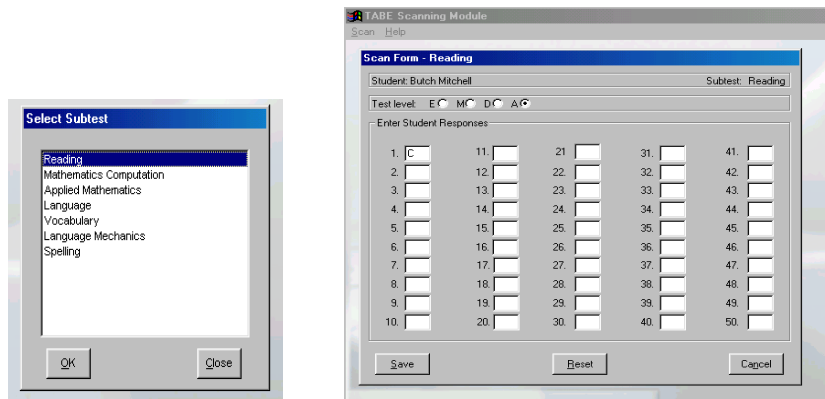 Select Subtest
Reading
Mathematics Computation
Applied Mathematics
Language
Vocabulary
Language Mechanics
Spelling
OK
Close
TABE Scanning Module
Scan Help
Scan Form - Reading
Student: Butch Mitchell Subtest: Reading
Test level: E M D A
Enter Student Responses
1. C 11. 21 31. 41.
2. 12. 22. 32. 42.
3. 13. 23. 33. 43.
4. 14. 24. 34. 44.
5. 15. 25. 35. 45.
6. 16. 26. 36. 46.
7. 17. 27. 37. 47.
8. 18. 28. 38. 48.
9. 19. 29. 39. 49.
10. 20. 30. 40. 50.
Save Reset Cancel